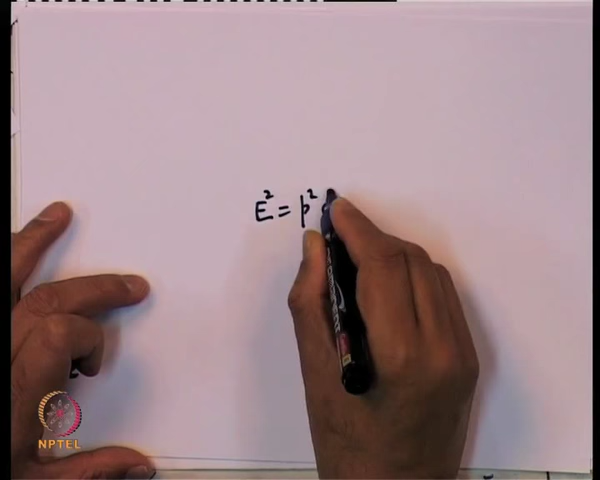 E² = p²
NPTEL